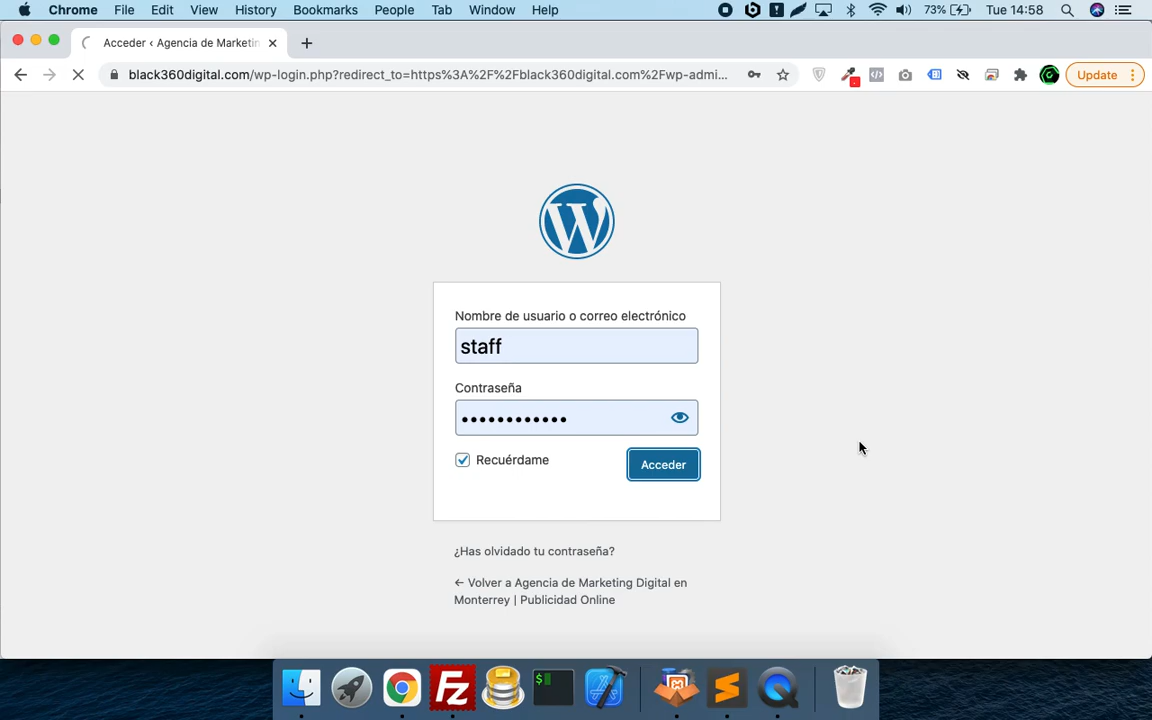 Chrome File Edit View History Bookmarks People Tab Window Help 73% Tue 14:58
Acceder ‹ Agencia de Marketin
black360digital.com/wp-login.php?redirect_to=https%3A%2F%2Fblack360digital.com%2Fwp-admi... Update
Nombre de usuario o correo electrónico
staff
Contraseña
Recuérdame Acceder
¿Has olvidado tu contraseña?
← Volver a Agencia de Marketing Digital en
Monterrey | Publicidad Online